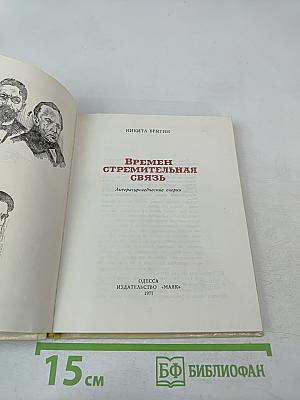 НИКИТА БРЫГИН
ВРЕМЕН
СТРЕМИТЕЛЬНАЯ
СВЯЗЬ
Литературоведческие очерки
ОДЕССА
ИЗДАТЕЛЬСТВО «МАЯК»
1977
15 см
БФ БИБЛИОФАН